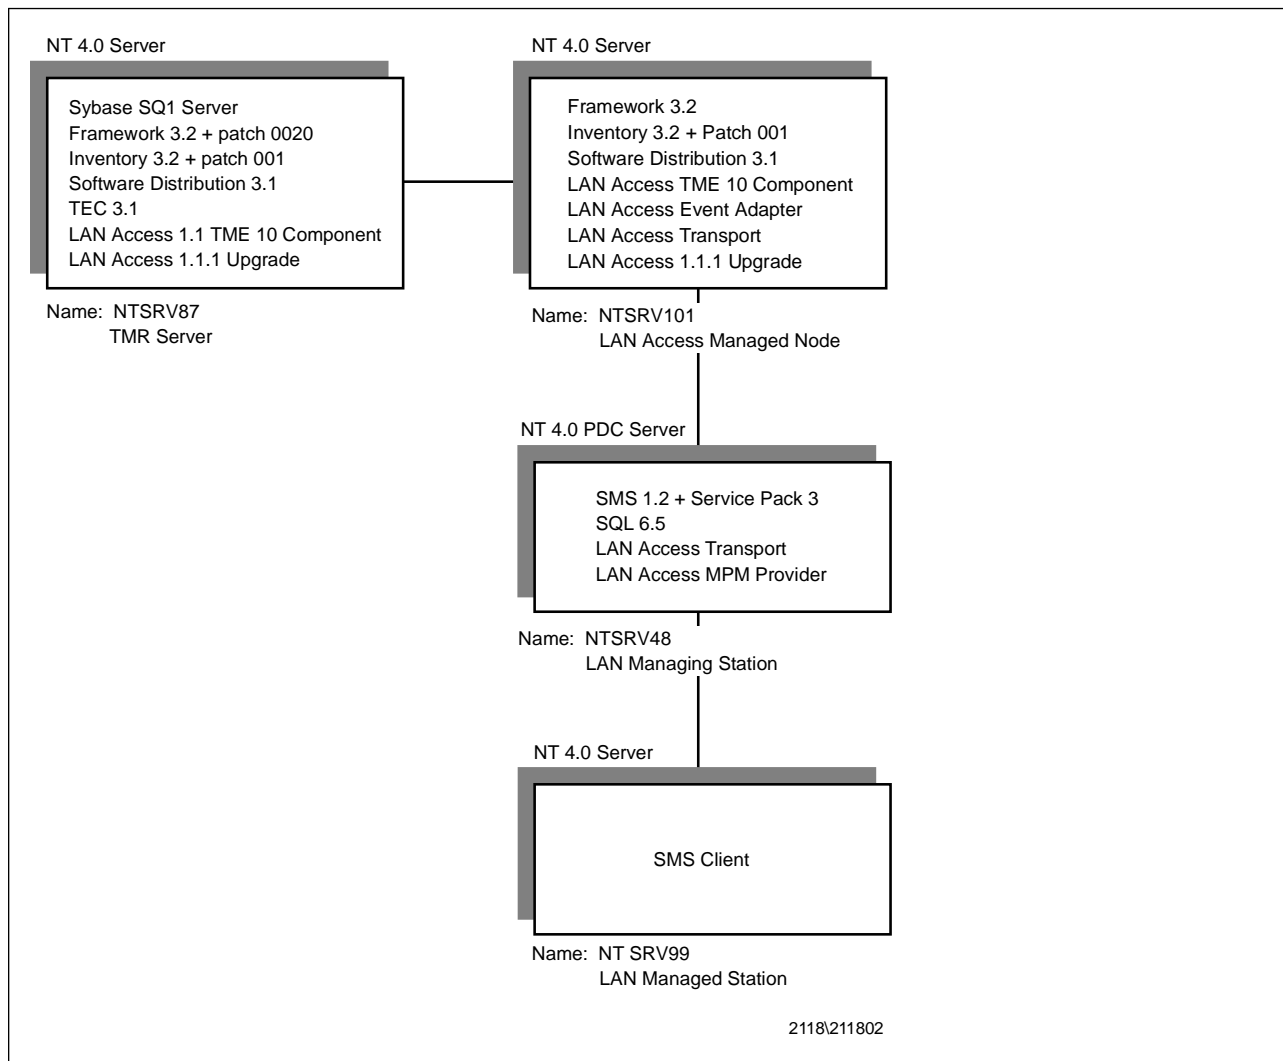 NT 4.0 Server
Sybase SQ1 Server
Framework 3.2 + patch 0020
Inventory 3.2 + patch 001
Software Distribution 3.1
TEC 3.1
LAN Access 1.1 TME 10 Component
LAN Access 1.1.1 Upgrade
Name: NTSRV87
TMR Server
NT 4.0 Server
Framework 3.2
Inventory 3.2 + Patch 001
Software Distribution 3.1
LAN Access TME 10 Component
LAN Access Event Adapter
LAN Access Transport
LAN Access 1.1.1 Upgrade
Name: NTSRV101
LAN Access Managed Node
NT 4.0 PDC Server
SMS 1.2 + Service Pack 3
SQL 6.5
LAN Access Transport
LAN Access MPM Provider
Name: NTSRV48
LAN Managing Station
NT 4.0 Server
SMS Client
Name: NT SRV99
LAN Managed Station
2118\211802